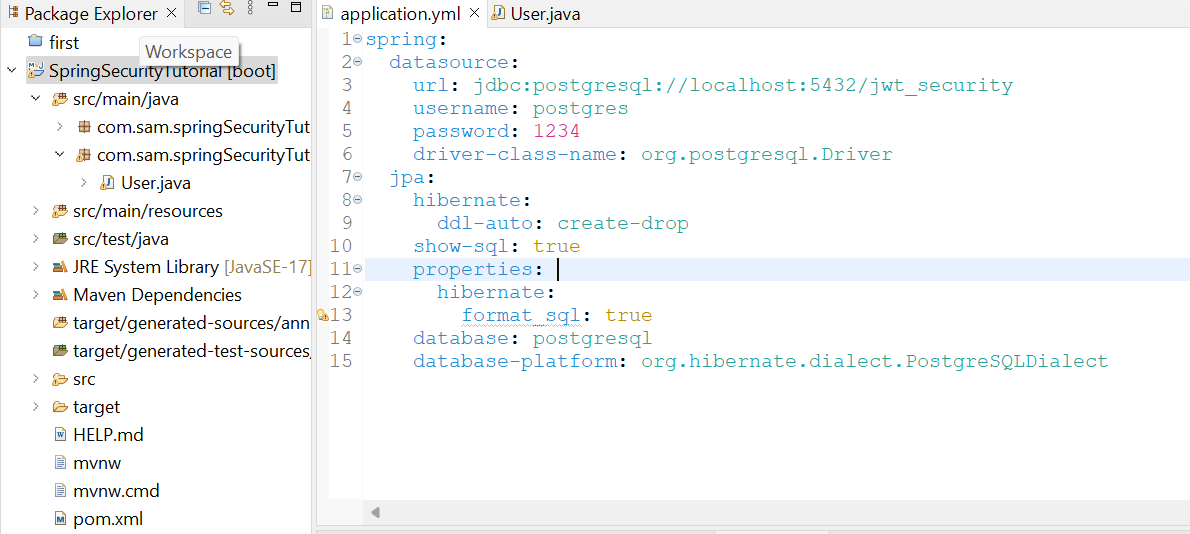 Package Explorer
first
Workspace
SpringSecurityTutorial [boot]
src/main/java
com.sam.springSecurityTut
com.sam.springSecurityTut
User.java
src/main/resources
src/test/java
JRE System Library [JavaSE-17]
Maven Dependencies
target/generated-sources/ann
target/generated-test-sources,
src
target
HELP.md
mvnw
mvnw.cmd
pom.xml
application.yml User.java
1 spring:
2 datasource:
3 url: jdbc:postgresql://localhost:5432/jwt_security
4 username: postgres
5 password: 1234
6 driver-class-name: org.postgresql.Driver
7 jpa:
8 hibernate:
9 ddl-auto: create-drop
10 show-sql: true
11 properties:
12 hibernate:
13 format_sql: true
14 database: postgresql
15 database-platform: org.hibernate.dialect.PostgreSQLDialect